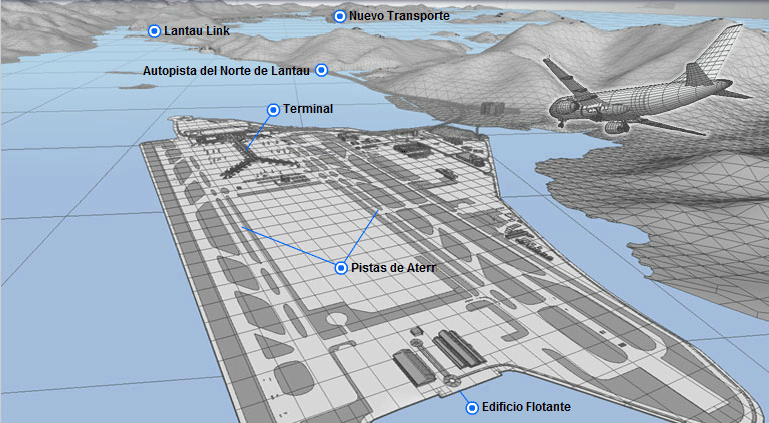 Nuevo Transporte
Lantau Link
Autopista del Norte de Lantau
Terminal
Pistas de Aterr
Edificio Flotante